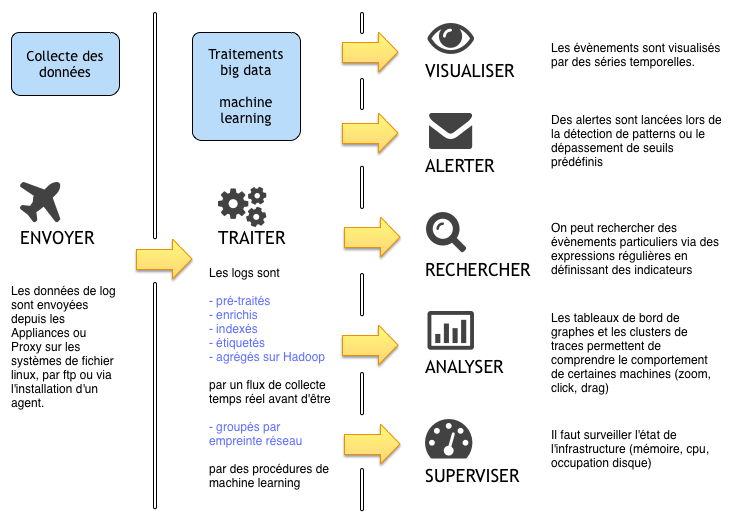 Collecte des
données
ENVOYER
Les données de log
sont envoyées
depuis les
Appliances ou
Proxy sur les
systèmes de fichier
linux, par ftp ou via
l'installation d'un
agent.
Traitements
big data
machine
learning
TRAITER
Les logs sont
- pré-traités
- enrichis
- indexés
- étiquetés
- agrégés sur Hadoop
par un flux de collecte
temps réel avant d'être
- groupés par
empreinte réseau
par des procédures de
machine learning
VISUALISER
Les évènements sont visualisés
par des séries temporelles.
ALERTER
Des alertes sont lancées lors de
la détection de patterns ou le
dépassement de seuils
prédéfinis
RECHERCHER
On peut rechercher des
évènements particuliers via des
expressions régulières en
définissant des indicateurs
ANALYSER
Les tableaux de bord de
graphes et les clusters de
traces permettent de
comprendre le comportement
de certaines machines (zoom,
click, drag)
SUPERVISER
Il faut surveiller l'état de
l'infrastructure (mémoire, cpu,
occupation disque)